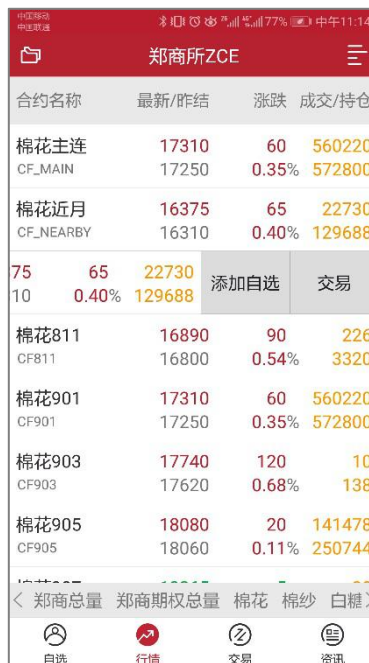 中国移动
中国联通
77% 中午11:14
郑商所ZCE
合约名称 最新/昨结 涨跌 成交/持仓
棉花主连 17310 60 560220
CF_MAIN 17250 0.35% 572800
棉花近月 16375 65 22730
CF_NEARBY 16310 0.40% 129688
75 65 22730 添加自选 交易
10 0.40% 129688
棉花811 16890 90 226
CF811 16800 0.54% 3320
棉花901 17310 60 560220
CF901 17250 0.35% 572800
棉花903 17740 120 10
CF903 17620 0.68% 138
棉花905 18080 20 141478
CF905 18060 0.11% 250744
郑商总量 郑商期权总量 棉花 棉纱 白糖
自选 行情 交易 资讯